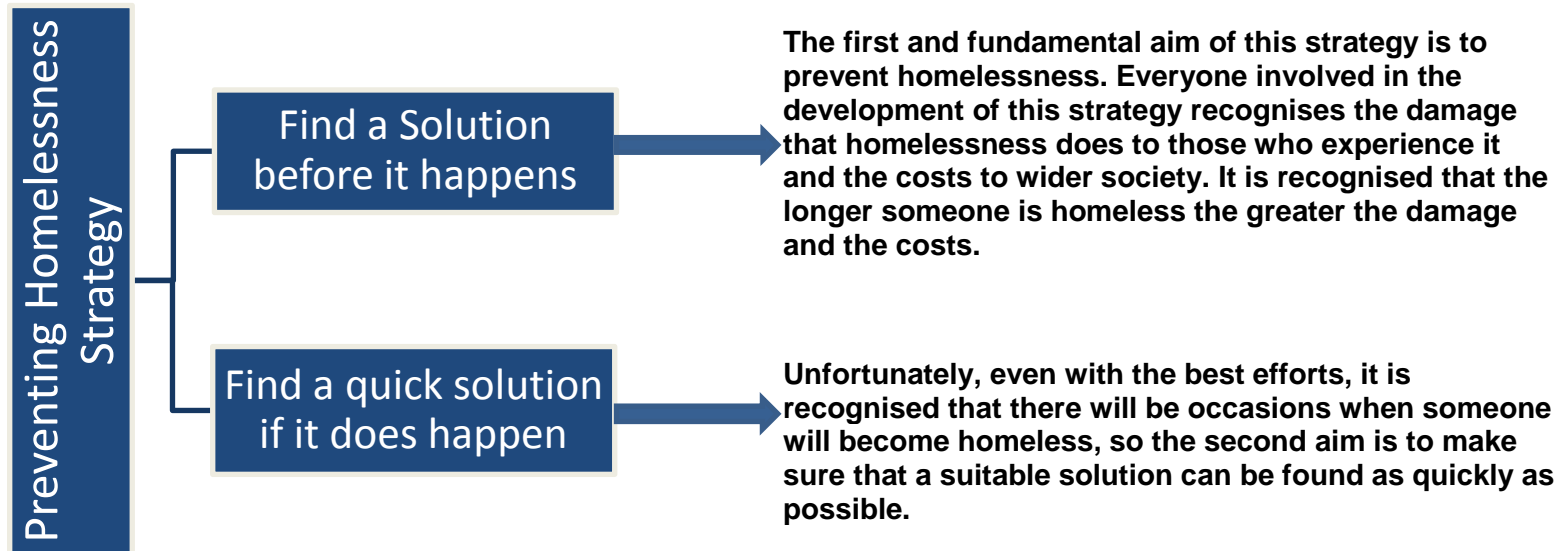 Preventing Homelessness
Strategy
Find a Solution
before it happens
The first and fundamental aim of this strategy is to
prevent homelessness. Everyone involved in the
development of this strategy recognises the damage
that homelessness does to those who experience it
and the costs to wider society. It is recognised that the
longer someone is homeless the greater the damage
and the costs.
Find a quick solution
if it does happen
Unfortunately, even with the best efforts, it is
recognised that there will be occasions when someone
will become homeless, so the second aim is to make
sure that a suitable solution can be found as quickly as
possible.